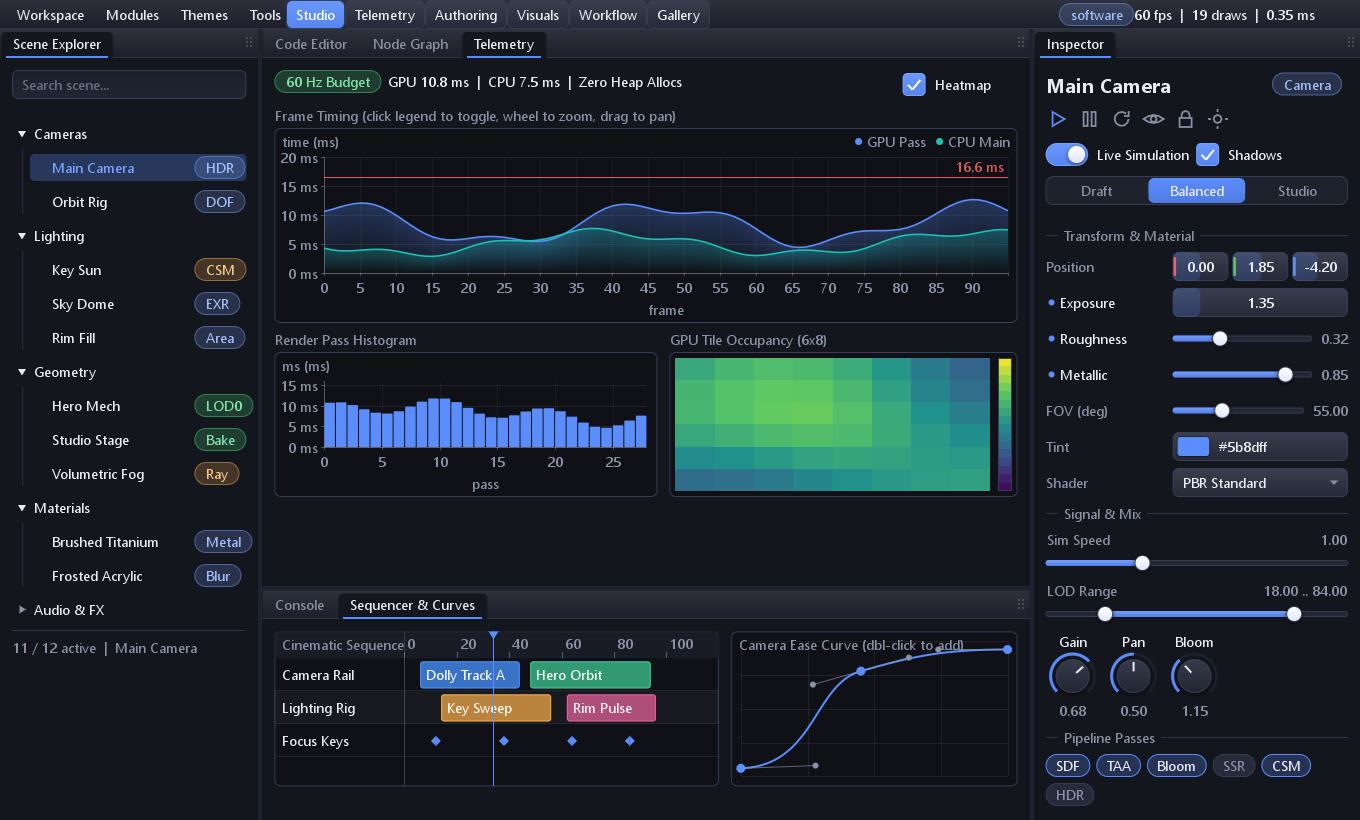 Workspace Modules Themes Tools Studio Telemetry Authoring Visuals Workflow Gallery software 60 fps | 19 draws | 0.35 ms
Scene Explorer
Search scene...
Cameras
Main Camera HDR
Orbit Rig DOF
Lighting
Key Sun CSM
Sky Dome EXR
Rim Fill Area
Geometry
Hero Mech LOD0
Studio Stage Bake
Volumetric Fog Ray
Materials
Brushed Titanium Metal
Frosted Acrylic Blur
Audio & FX
11 / 12 active | Main Camera
Code Editor Node Graph Telemetry
60 Hz Budget GPU 10.8 ms | CPU 7.5 ms | Zero Heap Allocs Heatmap
Frame Timing (click legend to toggle, wheel to zoom, drag to pan)
time (ms) GPU Pass CPU Main
20 ms
16.6 ms
15 ms
10 ms
5 ms
0 ms
0 5 10 15 20 25 30 35 40 45 50 55 60 65 70 75 80 85 90
frame
Render Pass Histogram
ms (ms)
15 ms
10 ms
5 ms
0 ms
0 5 10 15 20 25
pass
GPU Tile Occupancy (6x8)
Console Sequencer & Curves
Cinematic Sequence 0 20 40 60 80 100
Camera Rail Dolly Track A Hero Orbit
Lighting Rig Key Sweep Rim Pulse
Focus Keys
Camera Ease Curve (dbl-click to add)
Inspector
Main Camera Camera
Live Simulation Shadows
Draft Balanced Studio
Transform & Material
Position 0.00 1.85 -4.20
Exposure 1.35
Roughness 0.32
Metallic 0.85
FOV (deg) 55.00
Tint #5b8dff
Shader PBR Standard
Signal & Mix
Sim Speed 1.00
LOD Range 18.00 .. 84.00
Gain Pan Bloom
0.68 0.50 1.15
Pipeline Passes
SDF TAA Bloom SSR CSM
HDR